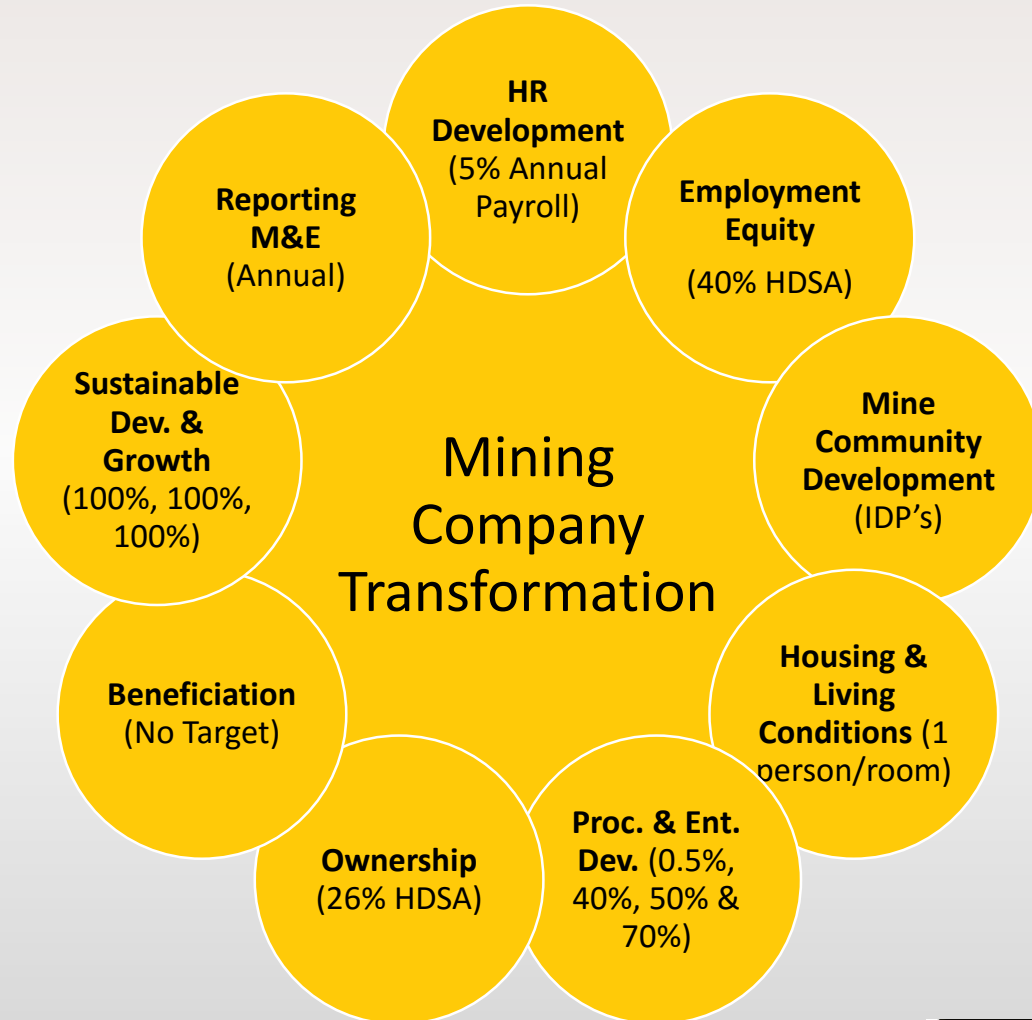 HR
Development
(5% Annual
Payroll)
Employment
Equity
(40% HDSA)
Mine
Community
Development
(IDP’s)
Housing &
Living
Conditions (1
person/room)
Proc. & Ent.
Dev. (0.5%,
40%, 50% &
70%)
Ownership
(26% HDSA)
Beneficiation
(No Target)
Sustainable
Dev. &
Growth
(100%, 100%,
100%)
Reporting
M&E
(Annual)
Mining
Company
Transformation